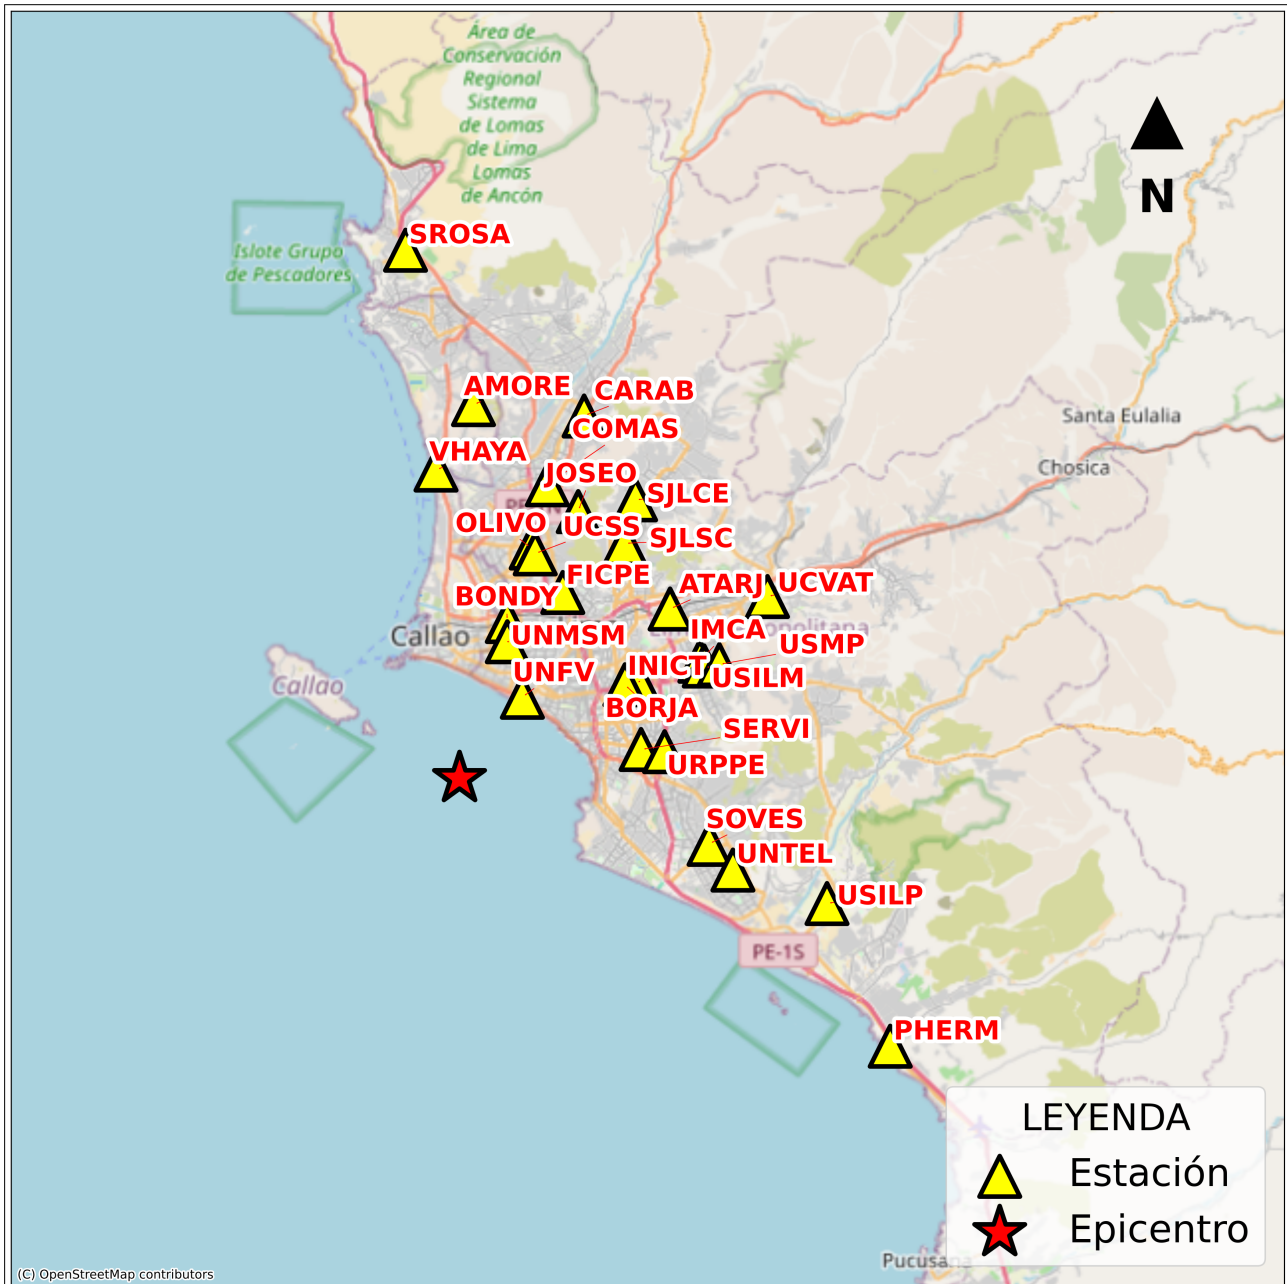 Área de
Conservación
Regional
Sistema
de Lomas
de Lima
Lomas
de Ancón
N
SROSA
Islote Grupo
de Pescadores
AMORE
CARAB
Santa Eulalia
COMAS
VHAYA
Chosica
JOSEO
SJLCE
OLIVO
UCSS
SJLSC
FICPE
ATARJ
UCVAT
BONDY
IMCA
Callao
UNMSM
USMP
INICT
UNFV
USILM
Callao
BORJA
SERVI
URPPE
SOVES
UNTEL
USILP
PE-1S
PHERM
LEYENDA
Estación
Epicentro
(C) OpenStreetMap contributors